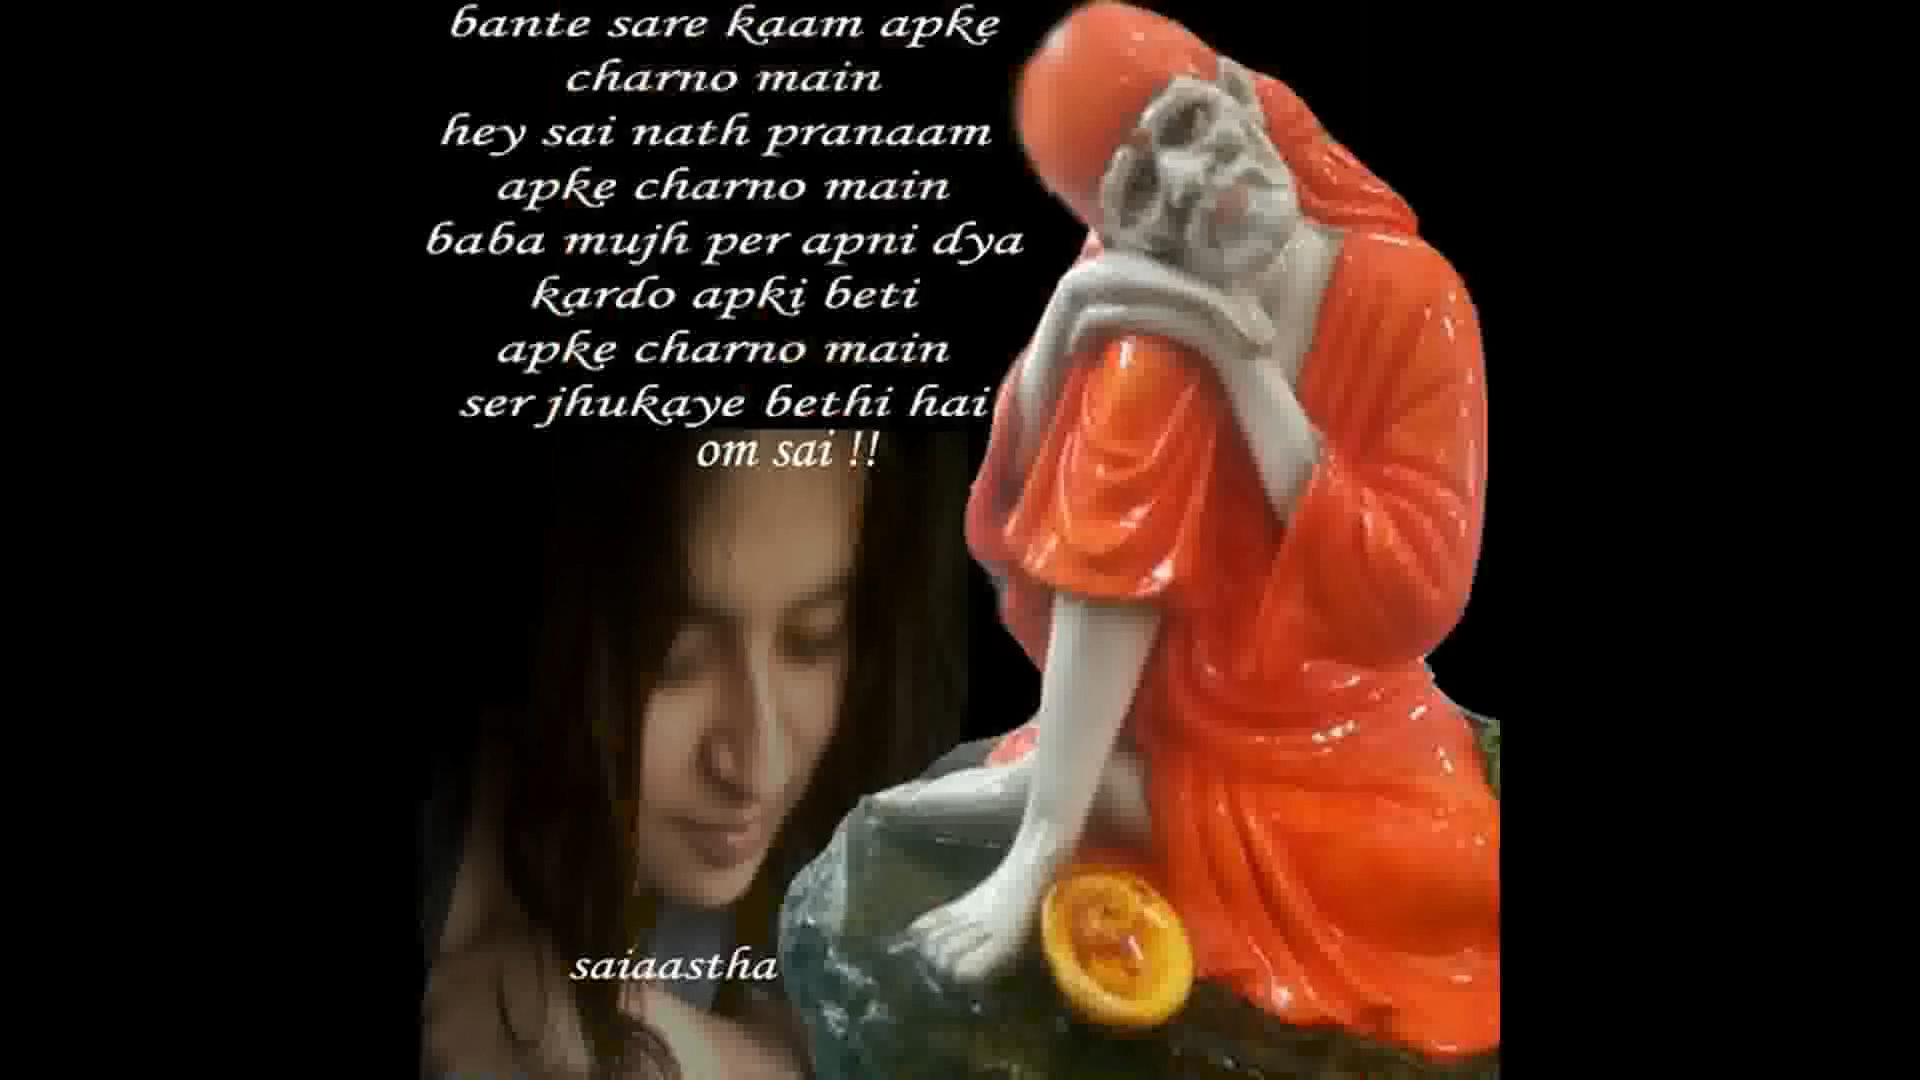 bante sare kaam apke
charno main
hey sai nath pranaam
apke charno main
baba mujh per apni dya
kardo apki beti
apke charno main
ser jhukaye bethi hai
om sai !!
saiaastha